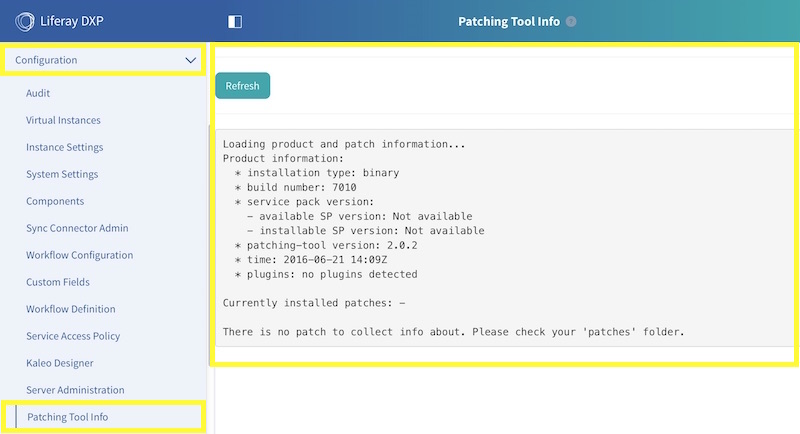 Liferay DXP
Patching Tool Info ?
Configuration
Audit
Virtual Instances
Instance Settings
System Settings
Components
Sync Connector Admin
Workflow Configuration
Custom Fields
Workflow Definition
Service Access Policy
Kaleo Designer
Server Administration
Patching Tool Info
Refresh
Loading product and patch information...
Product information:
* installation type: binary
* build number: 7010
* service pack version:
- available SP version: Not available
- installable SP version: Not available
* patching-tool version: 2.0.2
* time: 2016-06-21 14:09Z
* plugins: no plugins detected
Currently installed patches: -
There is no patch to collect info about. Please check your 'patches' folder.